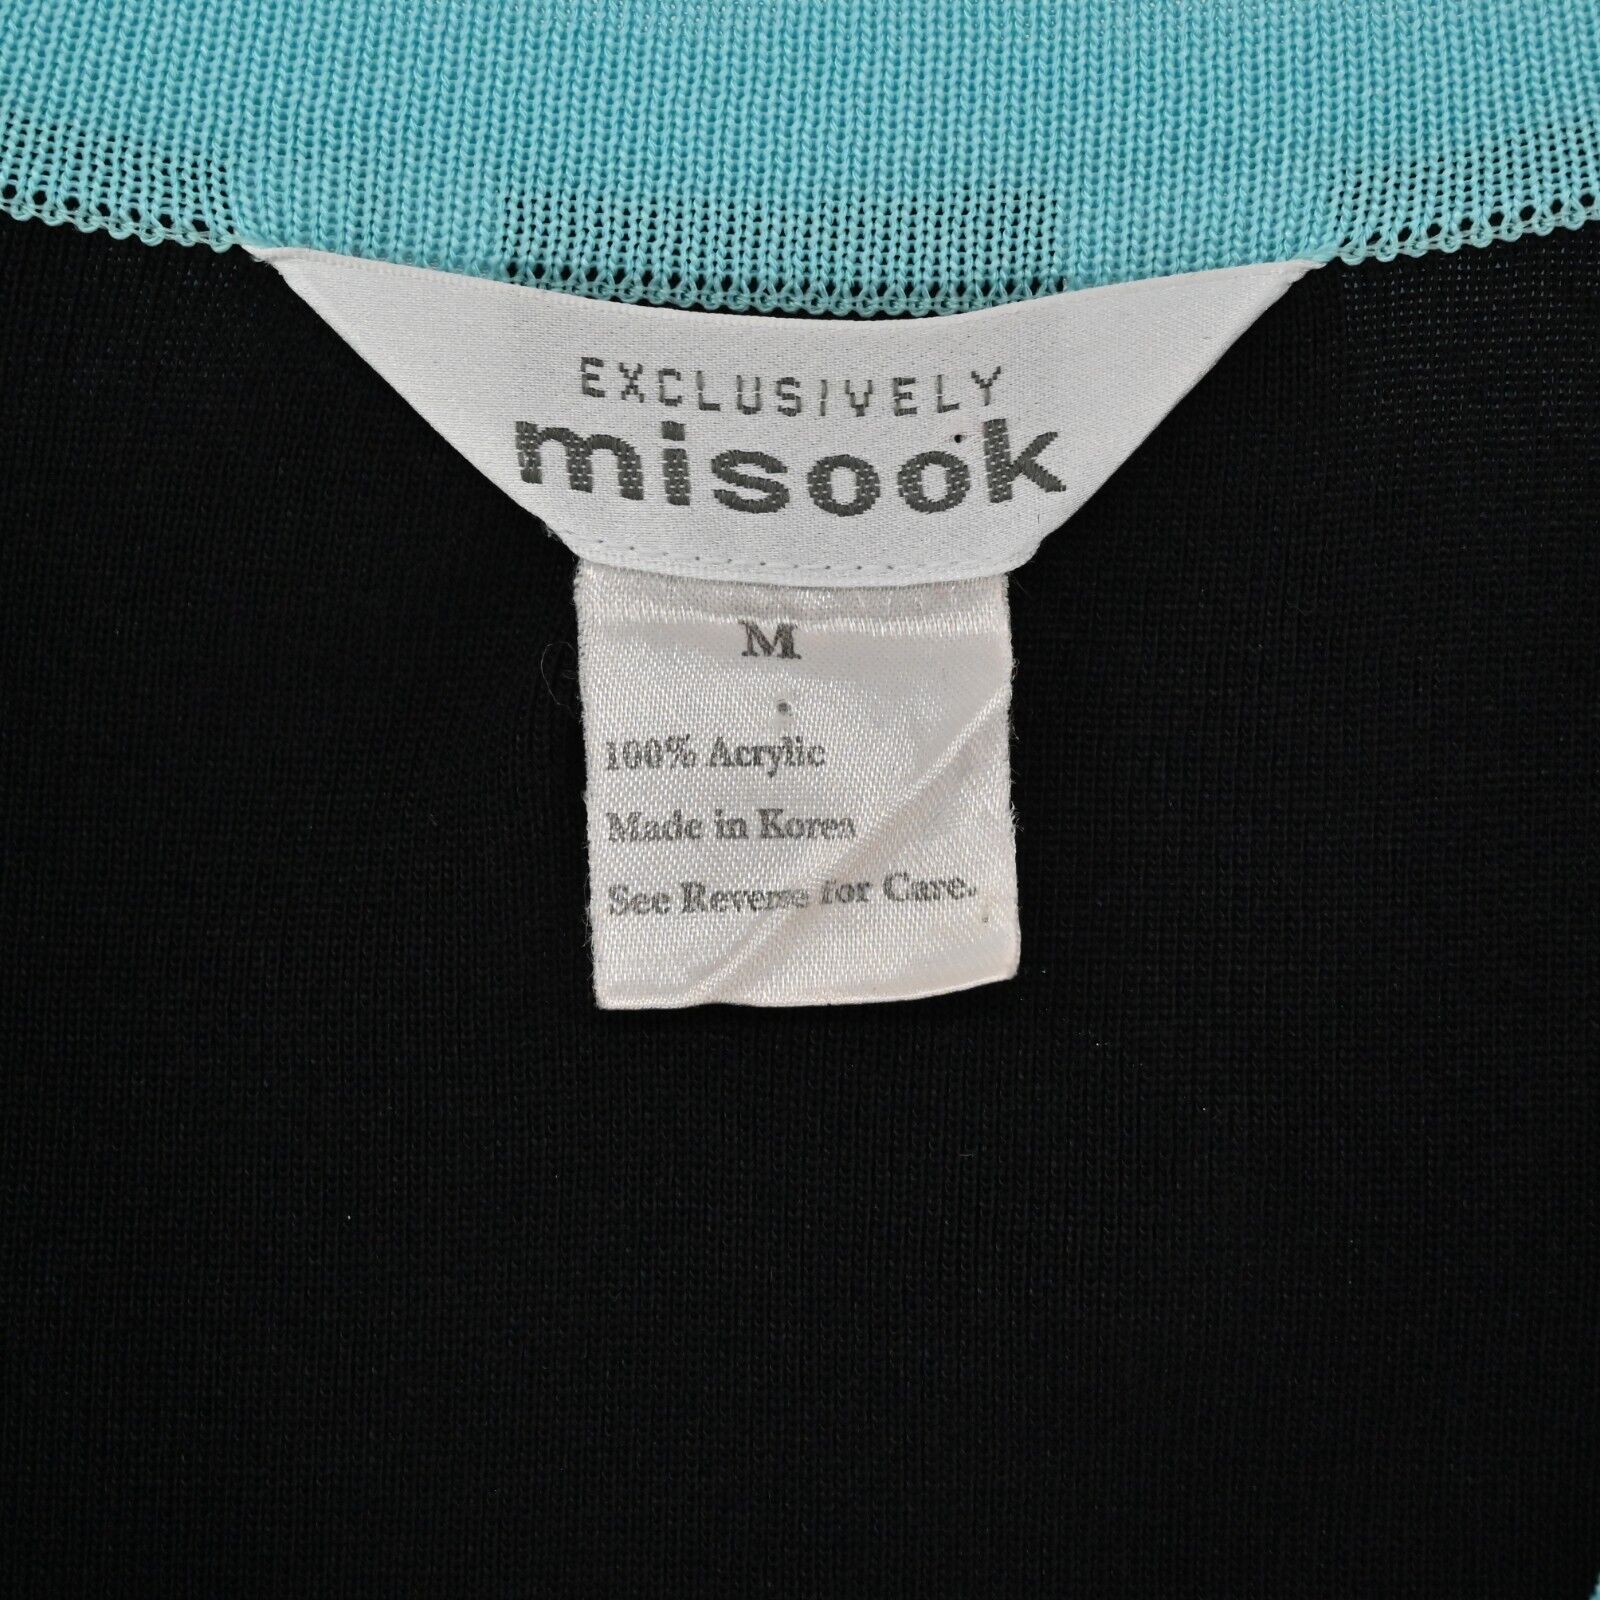 EXCLUSIVELY
misook
M
100% Acrylic
Made in Korea
See Reverse for Care.